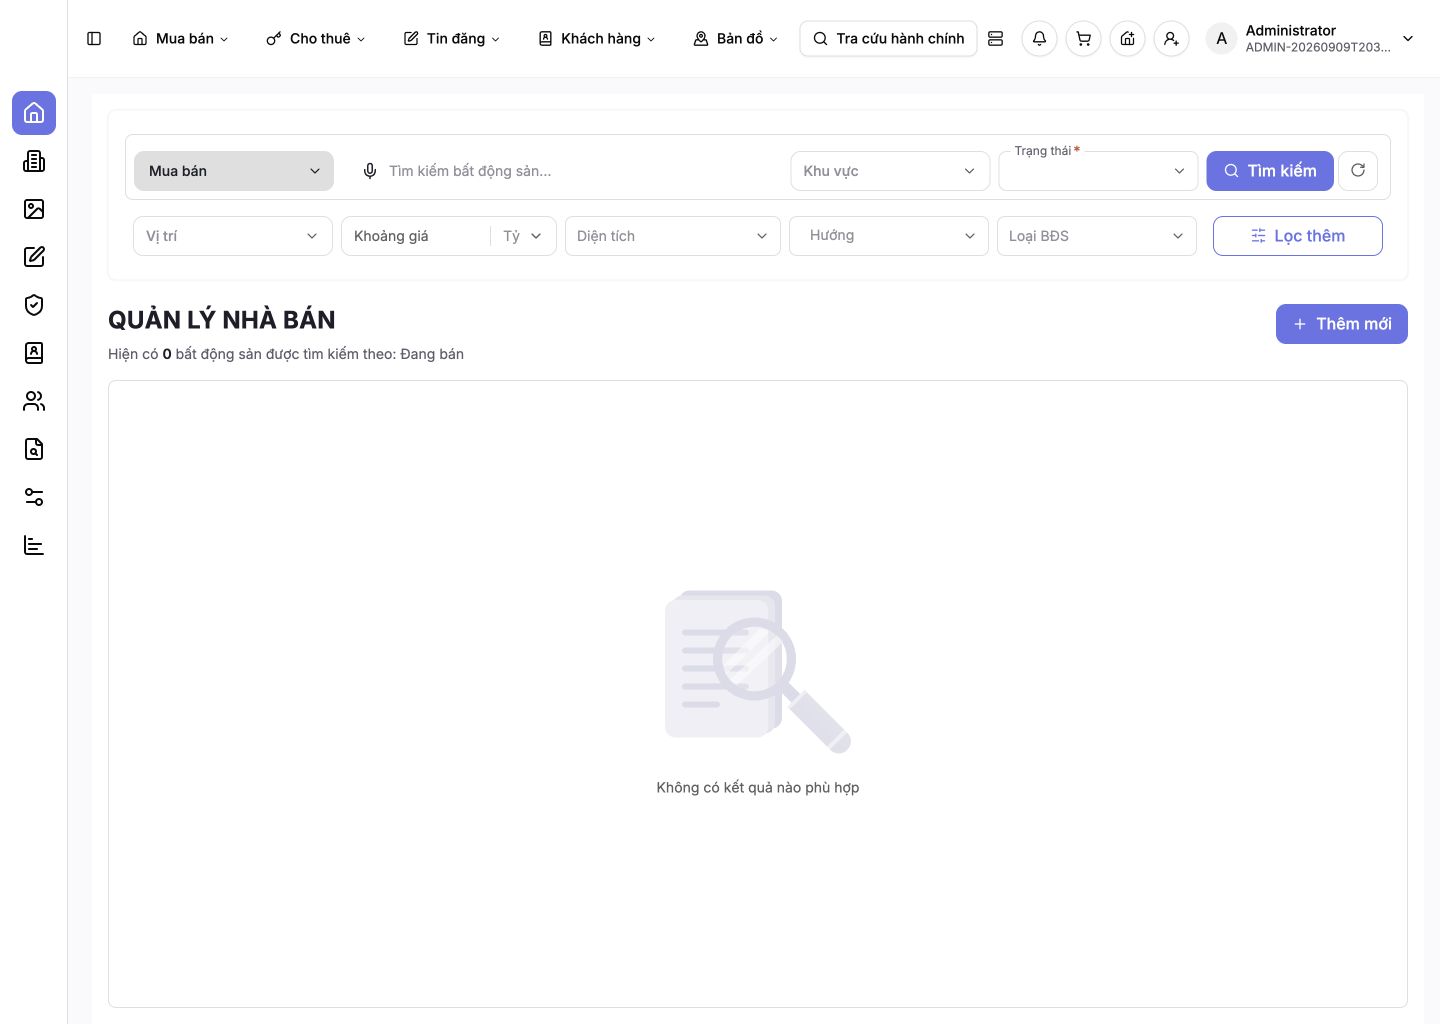 Mua bán
Cho thuê
Tin đăng
Khách hàng
Bản đồ
Tra cứu hành chính
A
Administrator
ADMIN-20260909T203...
Mua bán
Tìm kiếm bất động sản...
Khu vực
Trạng thái *
Tìm kiếm
Vị trí
Khoảng giá
Tỷ
Diện tích
Hướng
Loại BĐS
Lọc thêm
QUẢN LÝ NHÀ BÁN
Thêm mới
Hiện có 0 bất động sản được tìm kiếm theo: Đang bán
Không có kết quả nào phù hợp